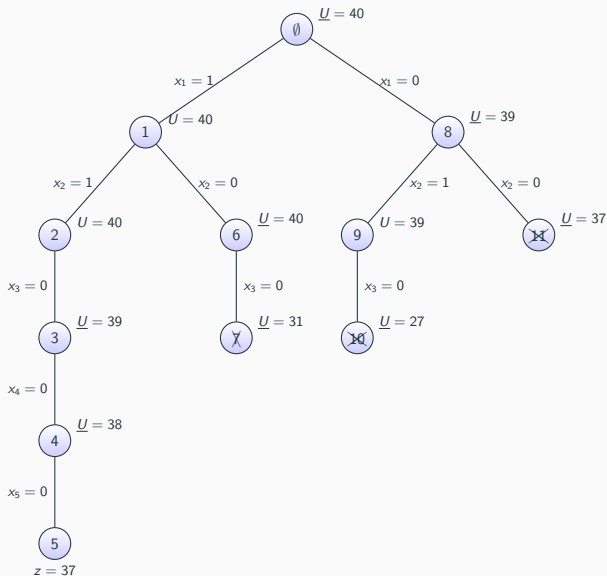 ∅ U = 40
x₁ = 1 x₁ = 0
1 U = 40 8 U = 39
x₂ = 1 x₂ = 0 x₂ = 1 x₂ = 0
2 U = 40 6 U = 40 9 U = 39 11 U = 37
x₃ = 0 x₃ = 0 x₃ = 0
3 U = 39 7 U = 31 10 U = 27
x₄ = 0
4 U = 38
x₅ = 0
5
z = 37